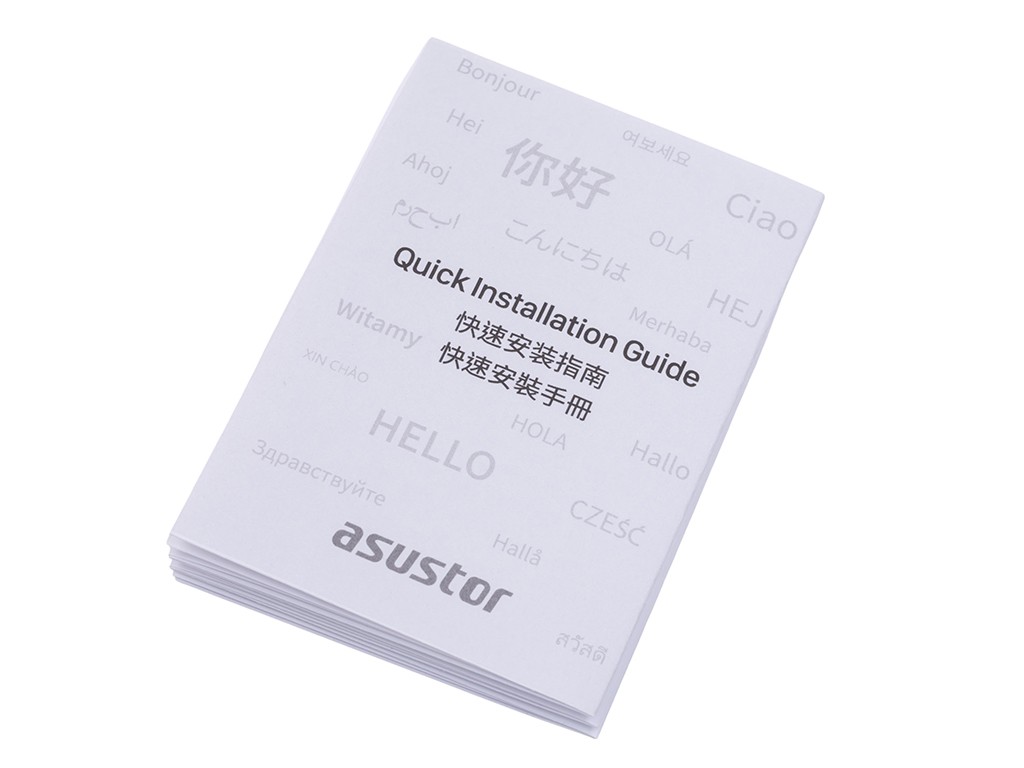 Bonjour
Hei
여보세요
你好
Ahoj
Ciao
ابحرم
こんにちは
OLÁ
Quick Installation Guide
HEJ
Merhaba
Witamy
快速安装指南
快速安裝手冊
XIN CHÀO
HELLO
HOLA
Hallo
Здравствуйте
CZEŚĆ
asustor
Hallå
สวัสดี